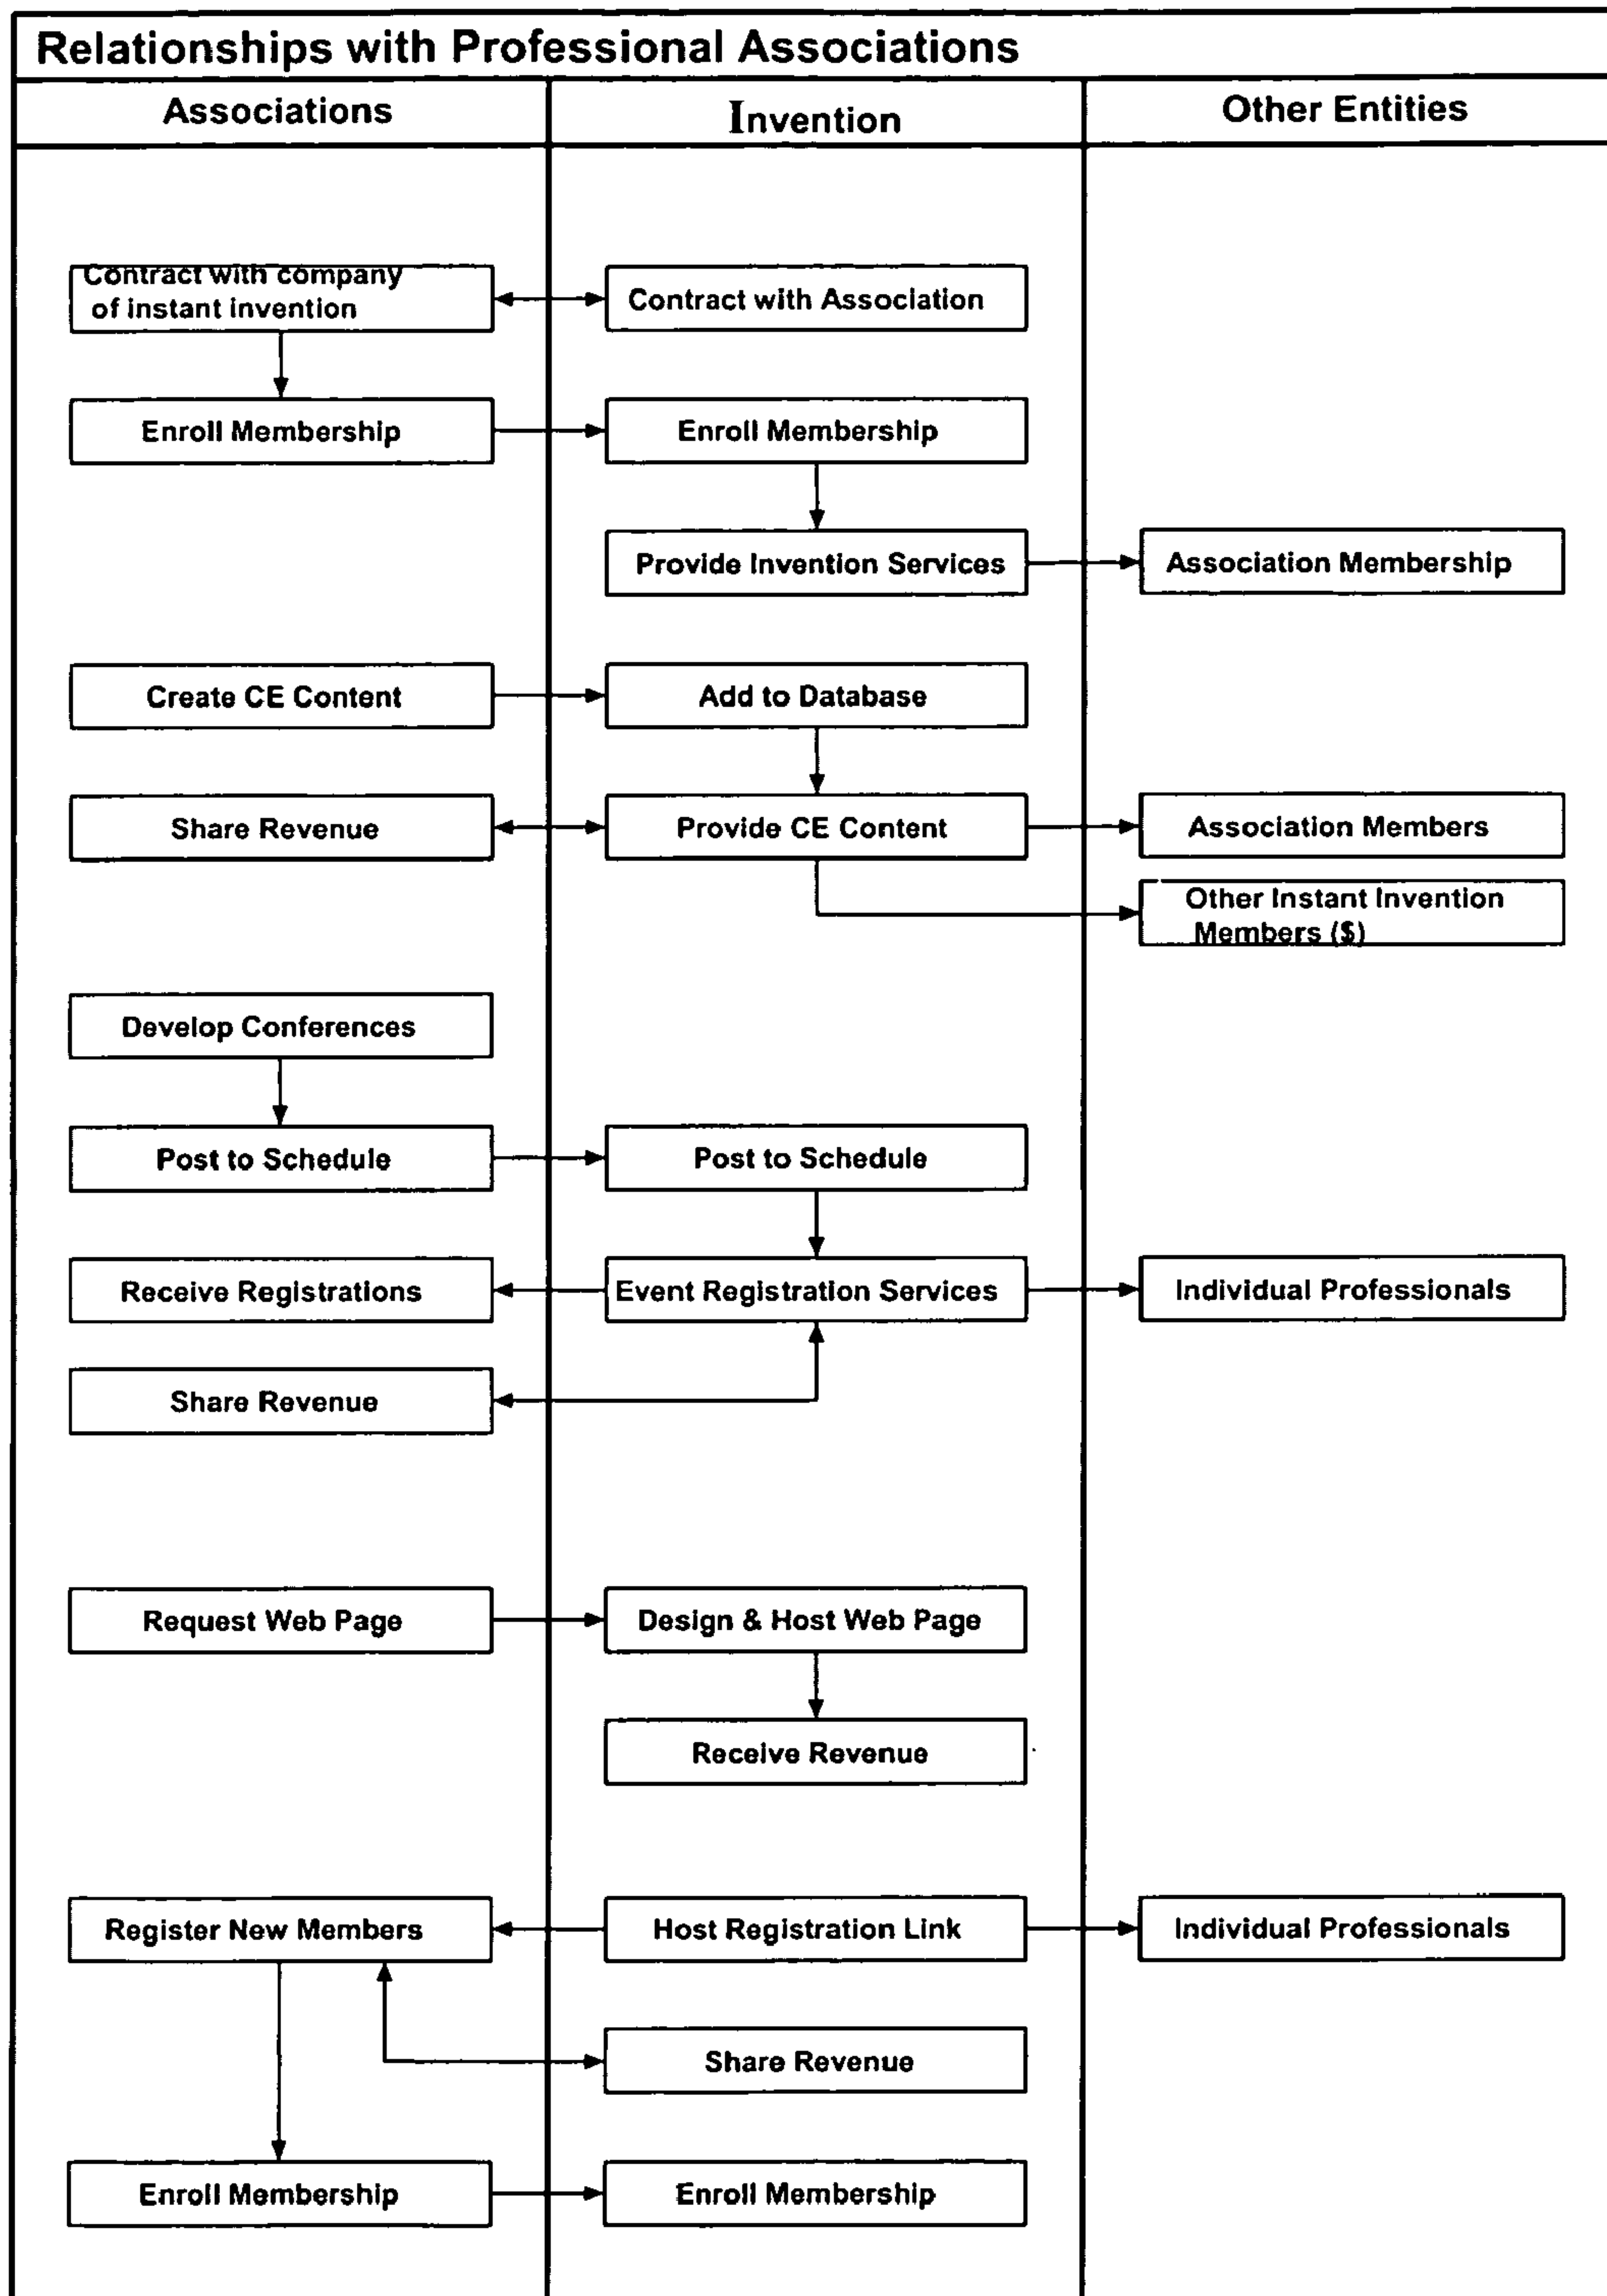 Relationships with Professional Associations
Associations
Invention
Other Entities
Contract with company
of instant invention
Contract with Association
Enroll Membership
Enroll Membership
Provide Invention Services
Association Membership
Create CE Content
Add to Database
Share Revenue
Provide CE Content
Association Members
Other Instant Invention
Members ($)
Develop Conferences
Post to Schedule
Post to Schedule
Receive Registrations
Event Registration Services
Individual Professionals
Share Revenue
Request Web Page
Design & Host Web Page
Receive Revenue
Register New Members
Host Registration Link
Individual Professionals
Share Revenue
Enroll Membership
Enroll Membership